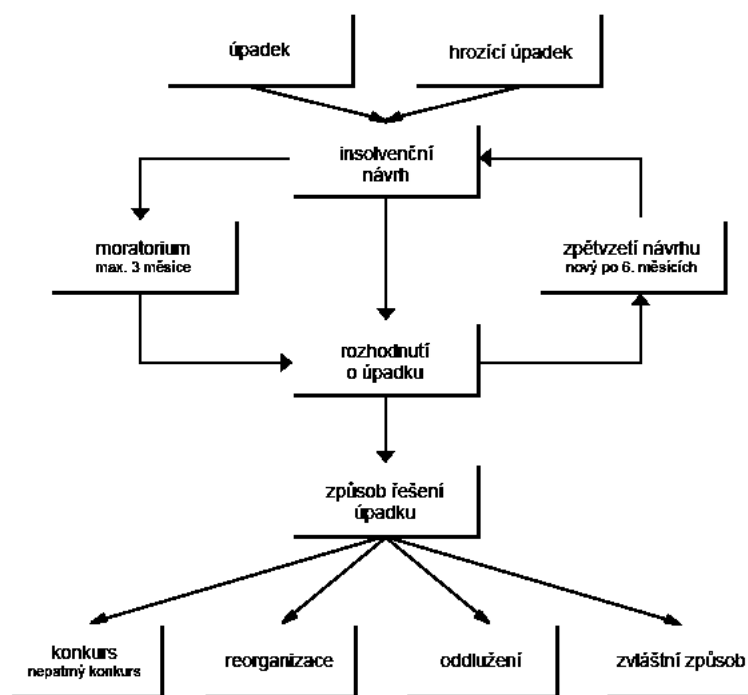 úpadek
hrozící úpadek
insolvenční
návrh
moratorium
max. 3 měsíce
zpětvzetí návrhu
nový po 6. měsících
rozhodnutí
o úpadku
způsob řešení
úpadku
konkurs
nepatrný konkurs
reorganizace
oddlužení
zvláštní způsob